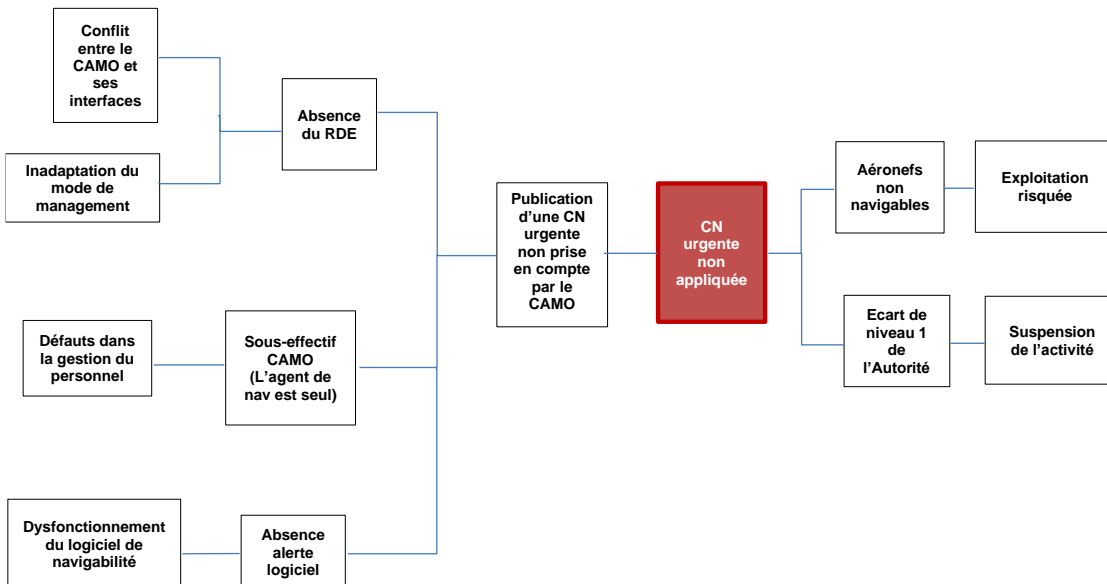 Conflit
entre le
CAMO et
ses
interfaces
Inadaptation du
mode de
management
Absence
du RDE
Défauts dans
la gestion du
personnel
Sous-effectif
CAMO
(L’agent de
nav est seul)
Dysfonctionnement
du logiciel de
navigabilité
Absence
alerte
logiciel
Publication
d’une CN
urgente
non prise
en compte
par le
CAMO
CN
urgente
non
appliquée
Aéronefs
non
navigables
Exploitation
risquée
Ecart de
niveau 1
de
l’Autorité
Suspension
de l’activité